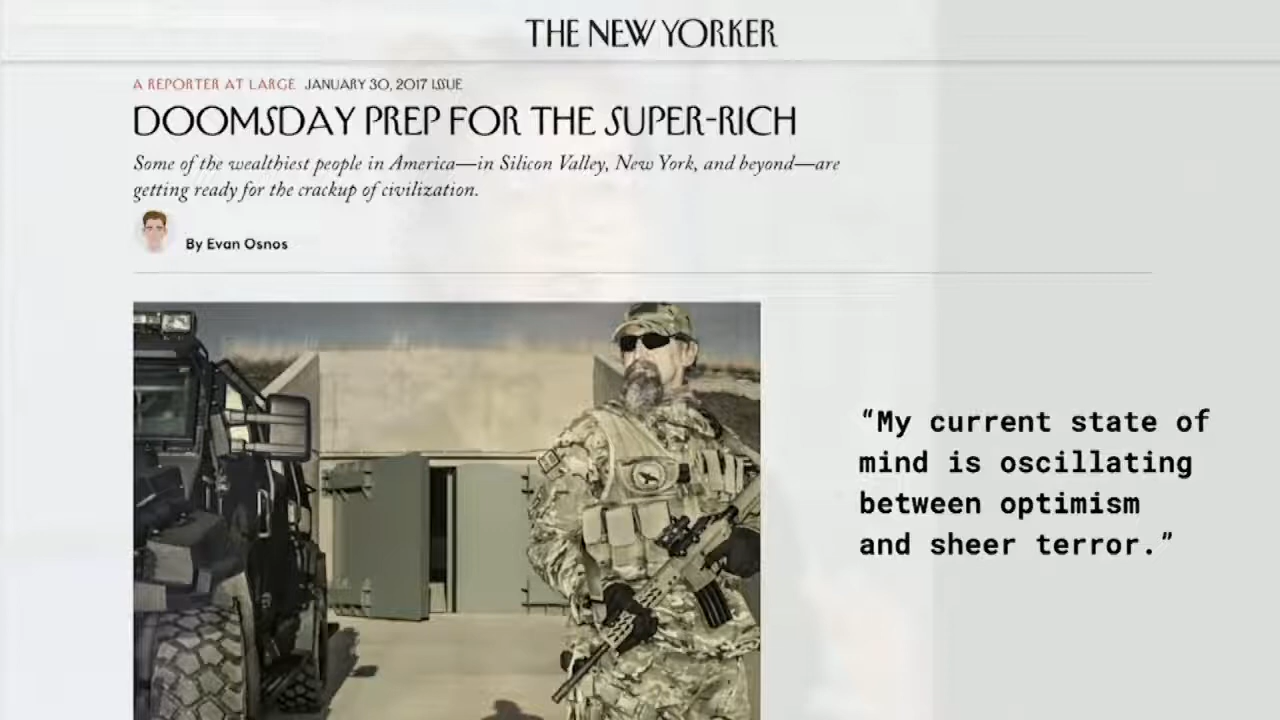 THE NEW YORKER
A REPORTER AT LARGE JANUARY 30, 2017 ISSUE
DOOMSDAY PREP FOR THE SUPER-RICH
Some of the wealthiest people in America—in Silicon Valley, New York, and beyond—are
getting ready for the crackup of civilization.
By Evan Osnos
“My current state of
mind is oscillating
between optimism
and sheer terror.”